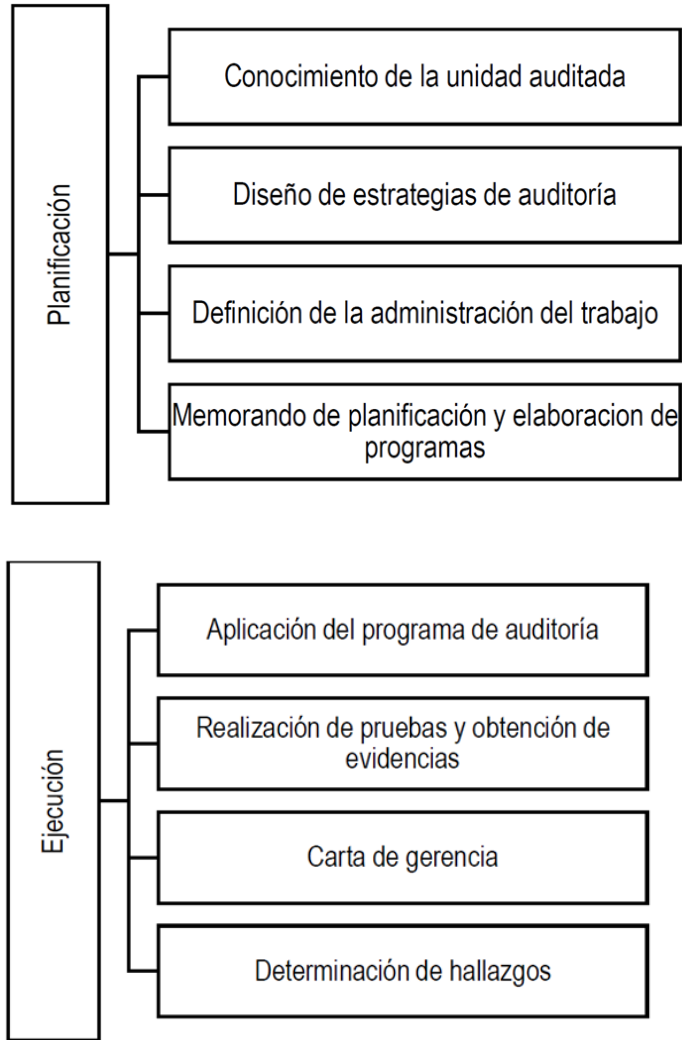 Planificación
Conocimiento de la unidad auditada
Diseño de estrategias de auditoría
Definición de la administración del trabajo
Memorando de planificación y elaboracion de
programas
Ejecución
Aplicación del programa de auditoría
Realización de pruebas y obtención de
evidencias
Carta de gerencia
Determinación de hallazgos